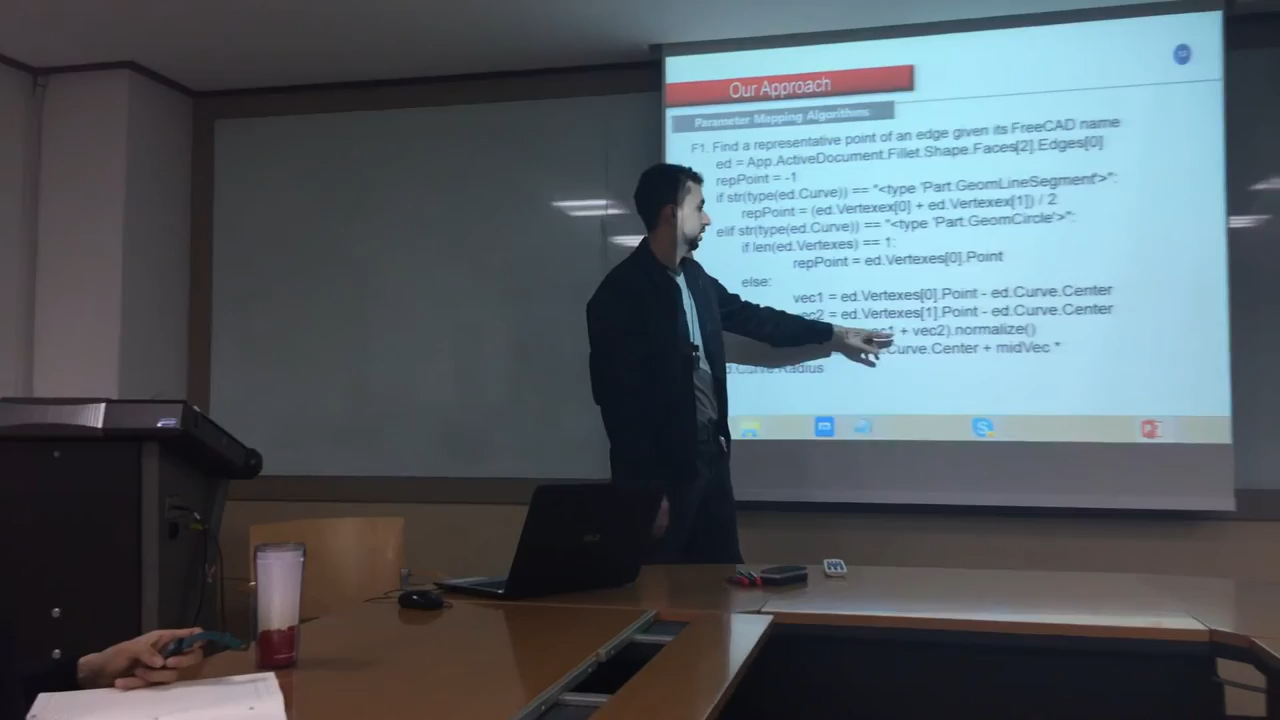 Our Approach
Parameter Mapping Algorithms
F1. Find a representative point of an edge given its FreeCAD name
ed = App.ActiveDocument.Fillet.Shape.Faces[2].Edges[0]
repPoint = -1
if str(type(ed.Curve)) == "<type 'Part.GeomLineSegment'>":
repPoint = (ed.Vertexex[0] + ed.Vertexex[1]) / 2
elif str(type(ed.Curve)) == "<type 'Part.GeomCircle'>":
if len(ed.Vertexes) == 1:
repPoint = ed.Vertexes[0].Point
else:
vec1 = ed.Vertexes[0].Point - ed.Curve.Center
vec2 = ed.Vertexes[1].Point - ed.Curve.Center
+ vec2).normalize()
.Curve.Center + midVec *
d.Curve.Radius